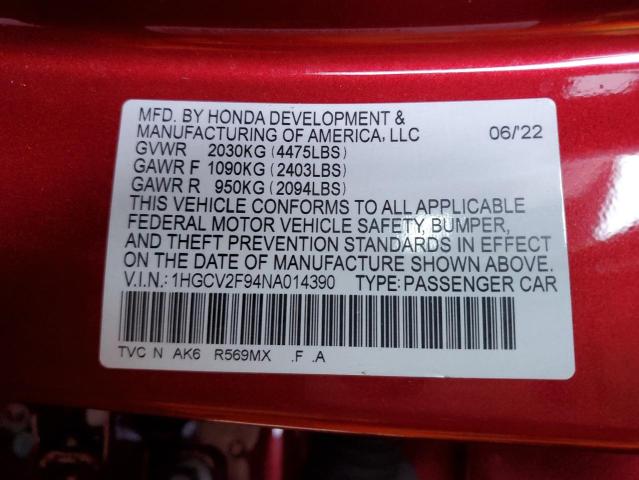 MFD. BY HONDA DEVELOPMENT &
MANUFACTURING OF AMERICA, LLC 06/'22
GVWR 2030KG (4475LBS)
GAWR F 1090KG (2403LBS)
GAWR R 950KG (2094LBS)
THIS VEHICLE CONFORMS TO ALL APPLICABLE
FEDERAL MOTOR VEHICLE SAFETY, BUMPER,
AND THEFT PREVENTION STANDARDS IN EFFECT
ON THE DATE OF MANUFACTURE SHOWN ABOVE.
V.I.N.: 1HGCV2F94NA014390 TYPE: PASSENGER CAR
TVC N AK6 R569MX .F .A